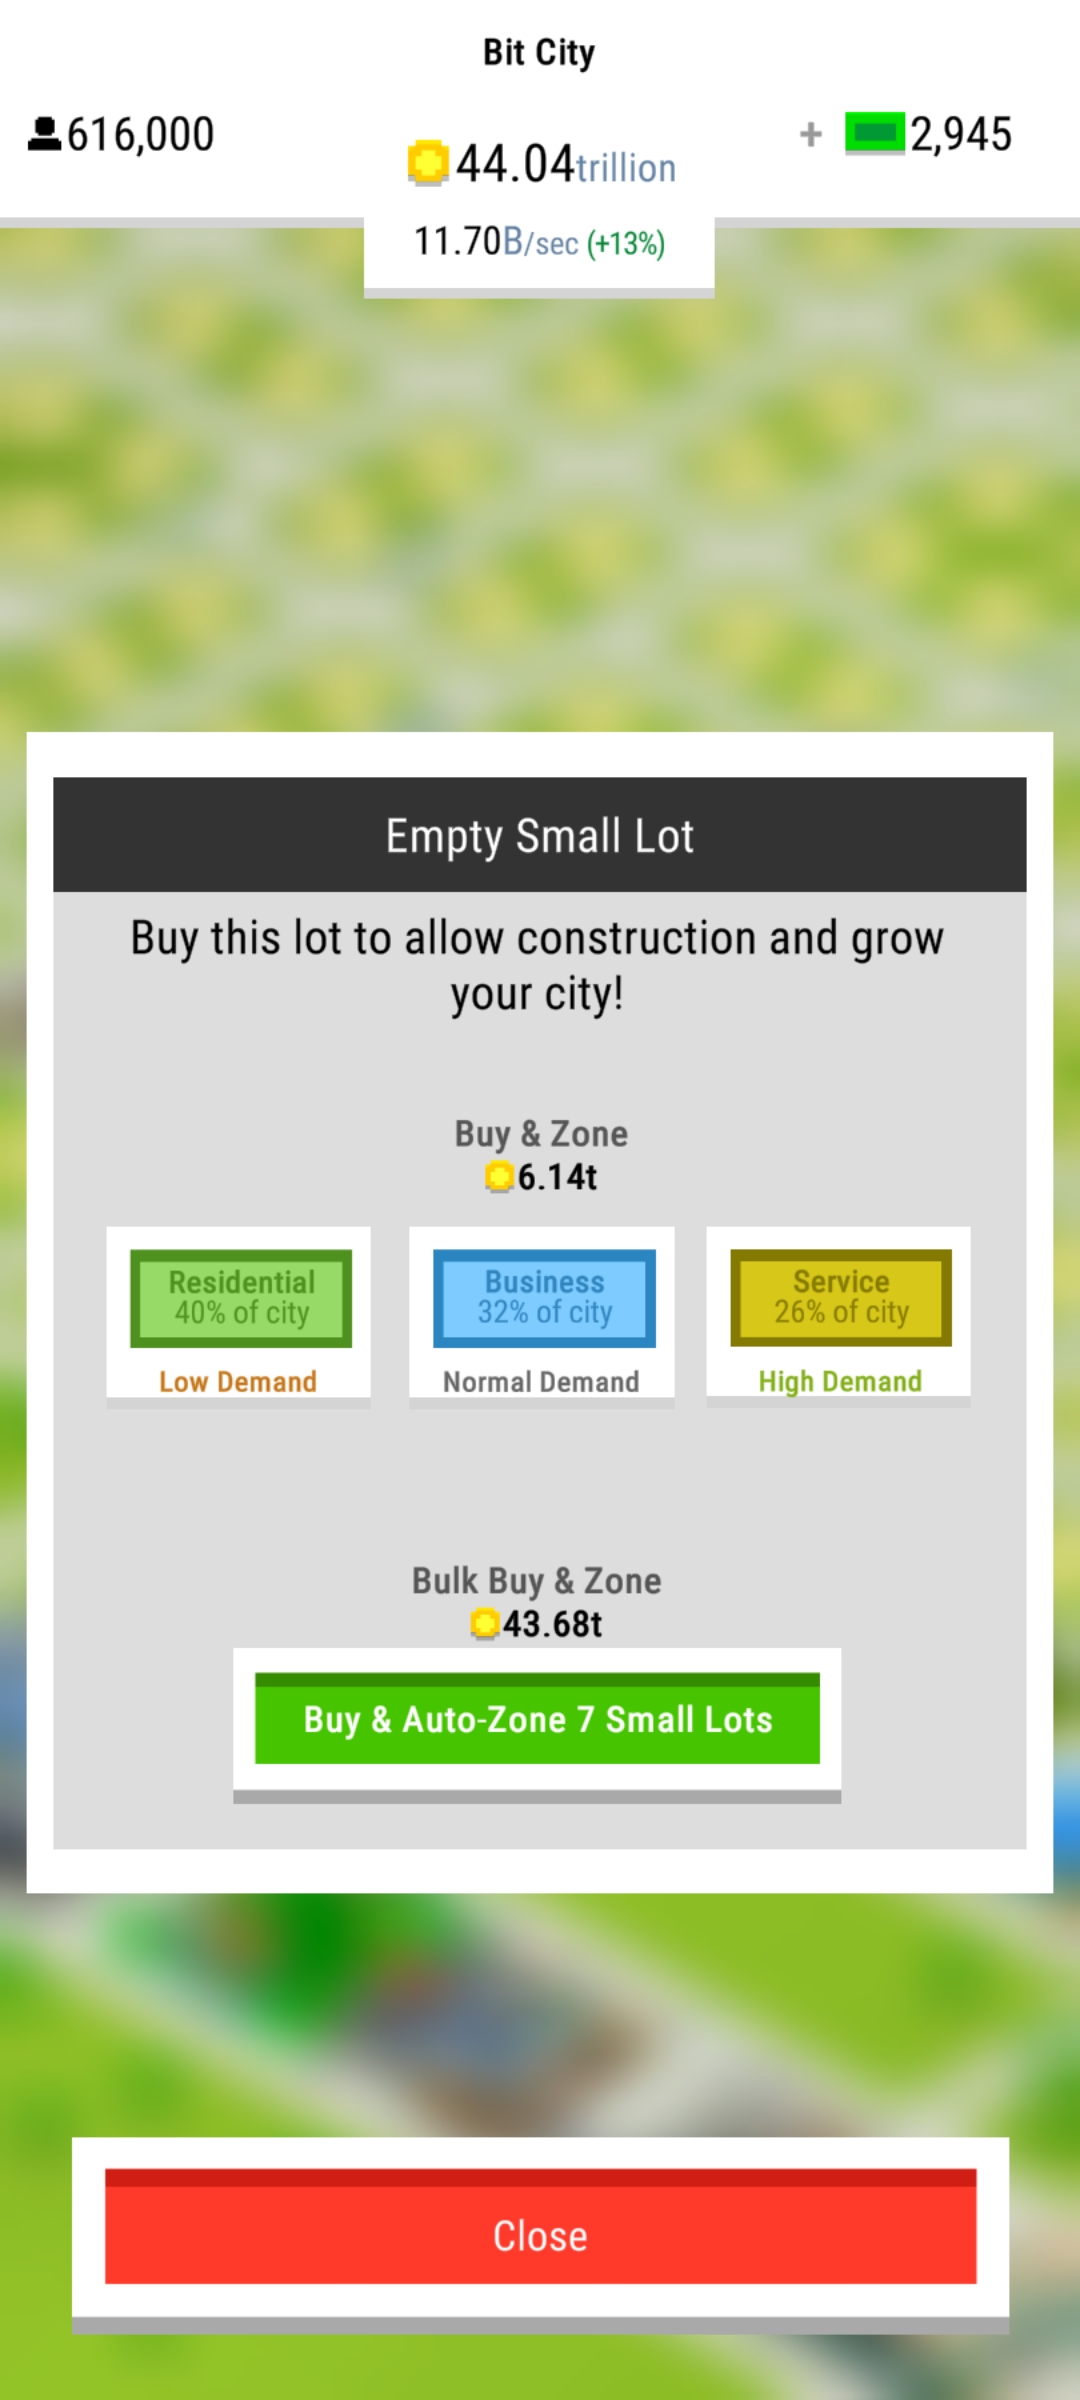 Bit City
616,000
44.04trillion
+ 2,945
11.70B/sec (+13%)
Empty Small Lot
Buy this lot to allow construction and grow
your city!
Buy & Zone
6.14t
Residential
40% of city
Low Demand
Business
32% of city
Normal Demand
Service
26% of city
High Demand
Bulk Buy & Zone
43.68t
Buy & Auto-Zone 7 Small Lots
Close